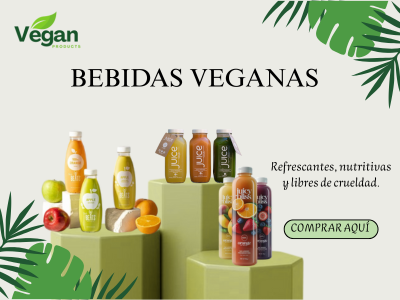 Vegan
PRODUCTS
BEBIDAS VEGANAS
juice
juice
juice
Refrescantes, nutritivas
y libres de crueldad.
COMPRAR AQUÍ